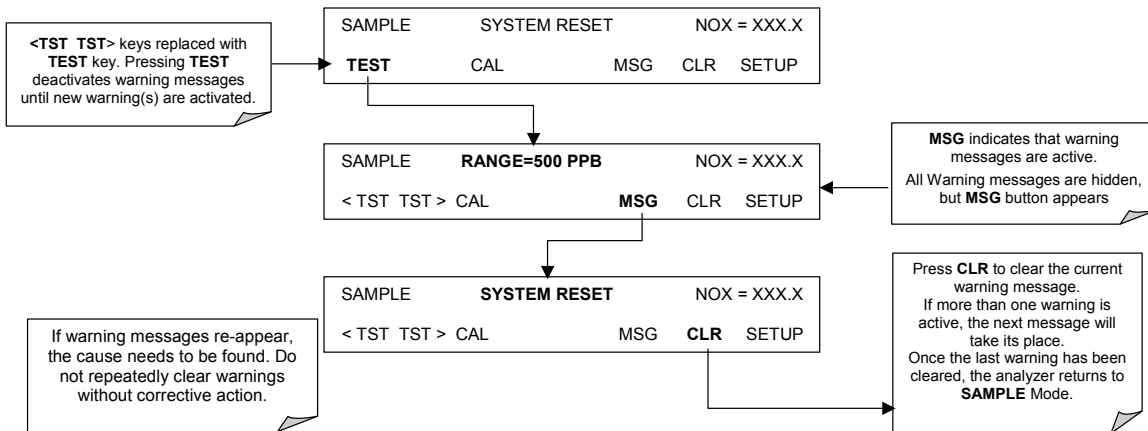 <TST TST> keys replaced with
TEST key. Pressing TEST
deactivates warning messages
until new warning(s) are activated.
SAMPLE SYSTEM RESET NOX = XXX.X
TEST CAL MSG CLR SETUP
SAMPLE RANGE=500 PPB NOX = XXX.X
< TST TST > CAL MSG CLR SETUP
MSG indicates that warning
messages are active.
All Warning messages are hidden,
but MSG button appears
SAMPLE SYSTEM RESET NOX = XXX.X
< TST TST > CAL MSG CLR SETUP
If warning messages re-appear,
the cause needs to be found. Do
not repeatedly clear warnings
without corrective action.
Press CLR to clear the current
warning message.
If more than one warning is
active, the next message will
take its place.
Once the last warning has been
cleared, the analyzer returns to
SAMPLE Mode.